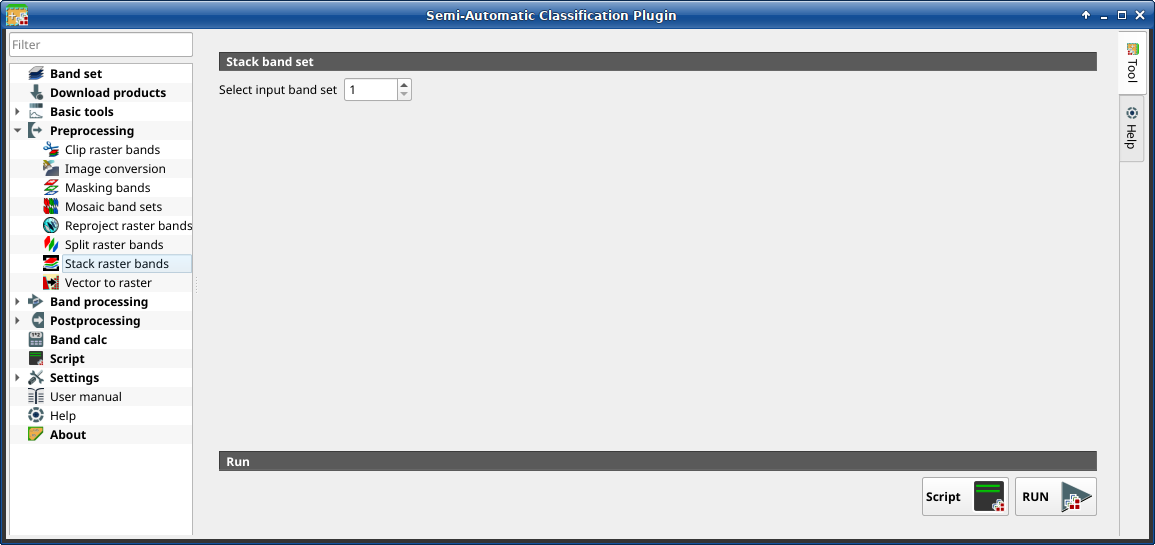 Semi-Automatic Classification Plugin
Filter
Band set
Download products
Basic tools
Preprocessing
Clip raster bands
Image conversion
Masking bands
Mosaic band sets
Reproject raster bands
Split raster bands
Stack raster bands
Vector to raster
Band processing
Postprocessing
Band calc
Script
Settings
User manual
Help
About
Stack band set
Select input band set 1
Run
Script RUN
Tool
Help